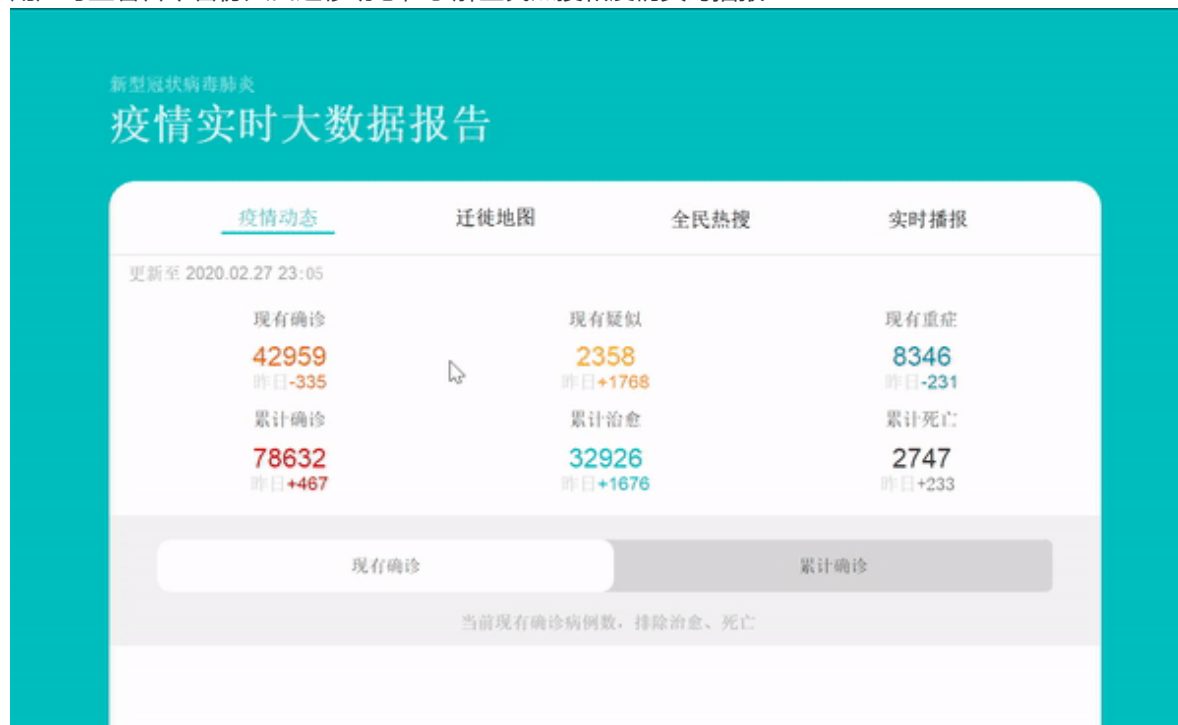 新型冠状病毒肺炎
疫情实时大数据报告
疫情动态 迁徙地图 全民热搜 实时播报
更新至 2020.02.27 23:05
现有确诊 现有疑似 现有重症
42959 2358 8346
昨日-335 昨日+1768 昨日-231
累计确诊 累计治愈 累计死亡
78632 32926 2747
昨日+467 昨日+1676 昨日+233
现有确诊 累计确诊
当前现有确诊病例数，排除治愈、死亡